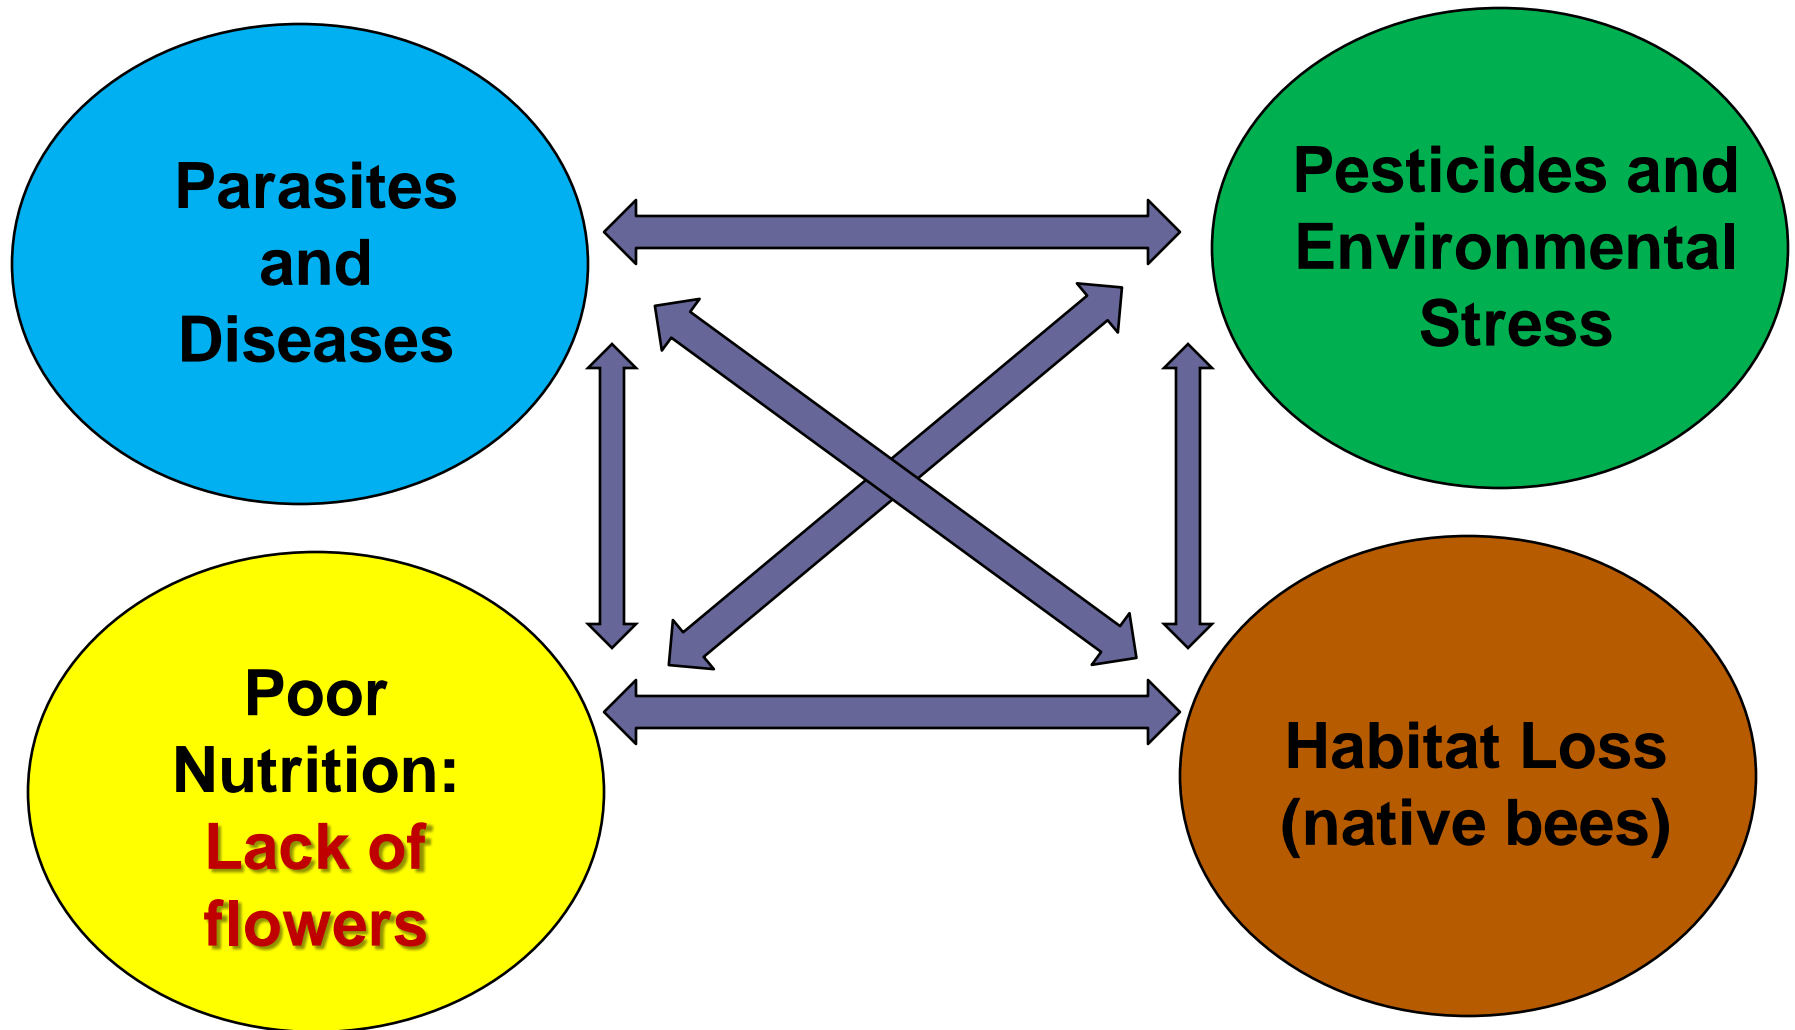 Parasites
and
Diseases
Pesticides and
Environmental
Stress
Poor
Nutrition:
Lack of
flowers
Habitat Loss
(native bees)